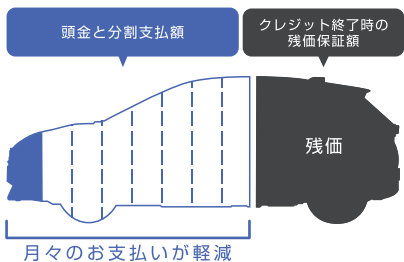 頭金と分割支払額
クレジット終了時の
残価保証額
残価
月々のお支払いが軽減